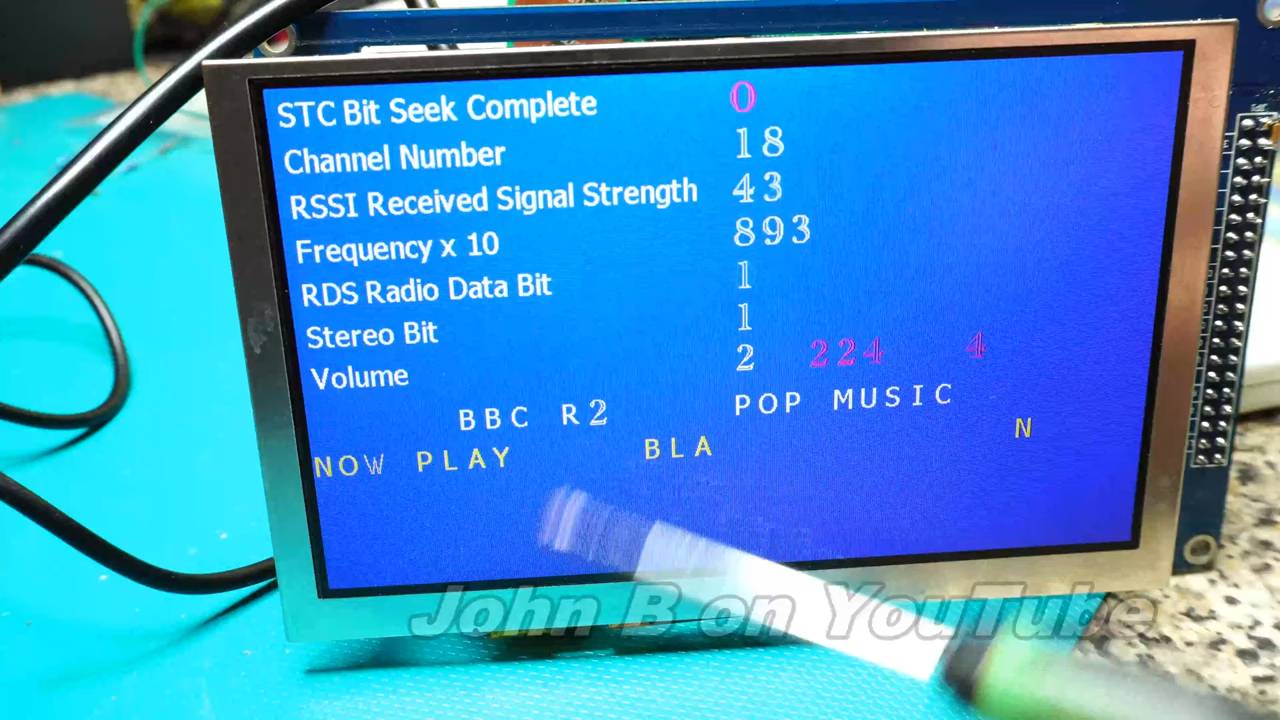 STC Bit Seek Complete 0
Channel Number 18
RSSI Received Signal Strength 43
Frequency x 10 893
RDS Radio Data Bit 1
Stereo Bit 1
Volume 2 224 4
BBC R2 POP MUSIC
NOW PLAY BLA N
John B on YouTube